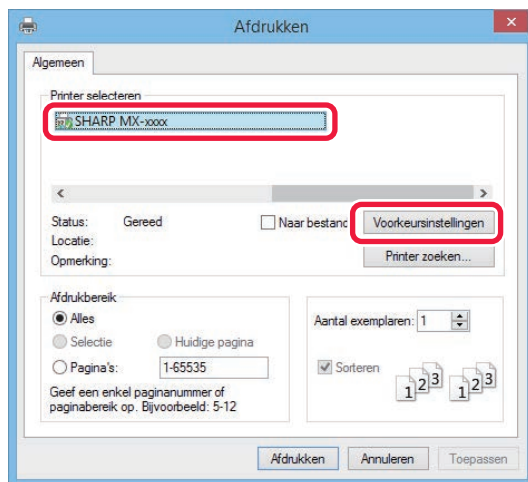 Afdrukken
Algemeen
Printer selecteren
SHARP MX-xxxx
Status: Gereed
Naar bestand
Voorkeursinstellingen
Locatie:
Opmerking:
Printer zoeken...
Afdrukbereik
Alles
Selectie
Huidige pagina
Pagina's: 1-65535
Geef een enkel paginanummer of
paginabereik op. Bijvoorbeeld: 5-12
Aantal exemplaren: 1
Sorteren
1 2 3 1 2 3
Afdrukken Annuleren Toepassen